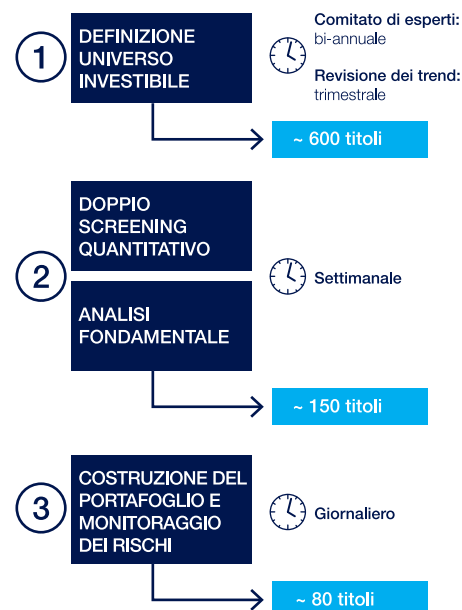 1
DEFINIZIONE
UNIVERSO
INVESTIBILE
Comitato di esperti:
bi-annuale
Revisione dei trend:
trimestrale
~ 600 titoli
2
DOPPIO
SCREENING
QUANTITATIVO
ANALISI
FONDAMENTALE
Settimanale
~ 150 titoli
3
COSTRUZIONE DEL
PORTAFOGLIO E
MONITORAGGIO
DEI RISCHI
Giornaliero
~ 80 titoli